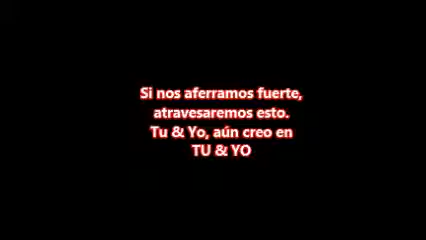 Si nos aferramos fuerte,
atravesaremos esto.
Tu & Yo, aún creo en
TU & YO